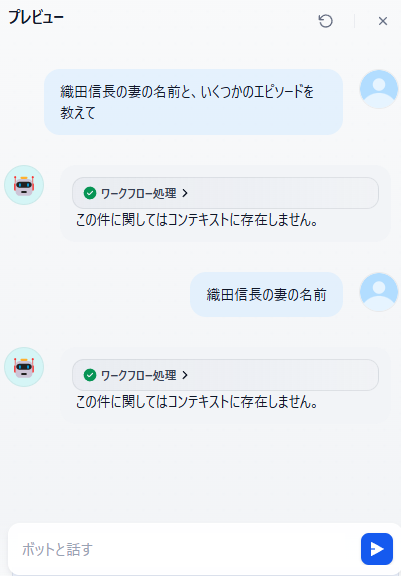 プレビュー
織田信長の妻の名前と、いくつかのエピソードを
教えて
ワークフロー処理
この件に関してはコンテキストに存在しません。
織田信長の妻の名前
ワークフロー処理
この件に関してはコンテキストに存在しません。
ボットと話す